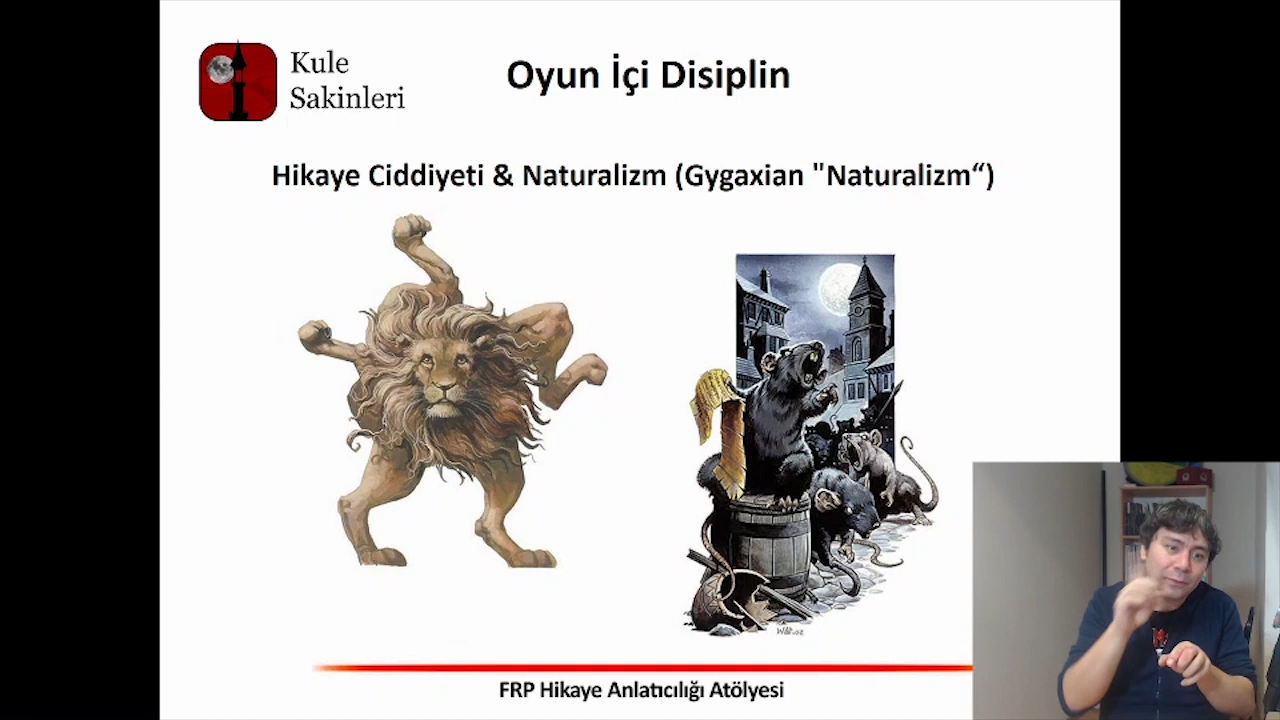 Kule
Sakinleri
Oyun İçi Disiplin
Hikaye Ciddiyeti & Naturalizm (Gygaxian "Naturalizm“)
FRP Hikaye Anlatıcılığı Atölyesi